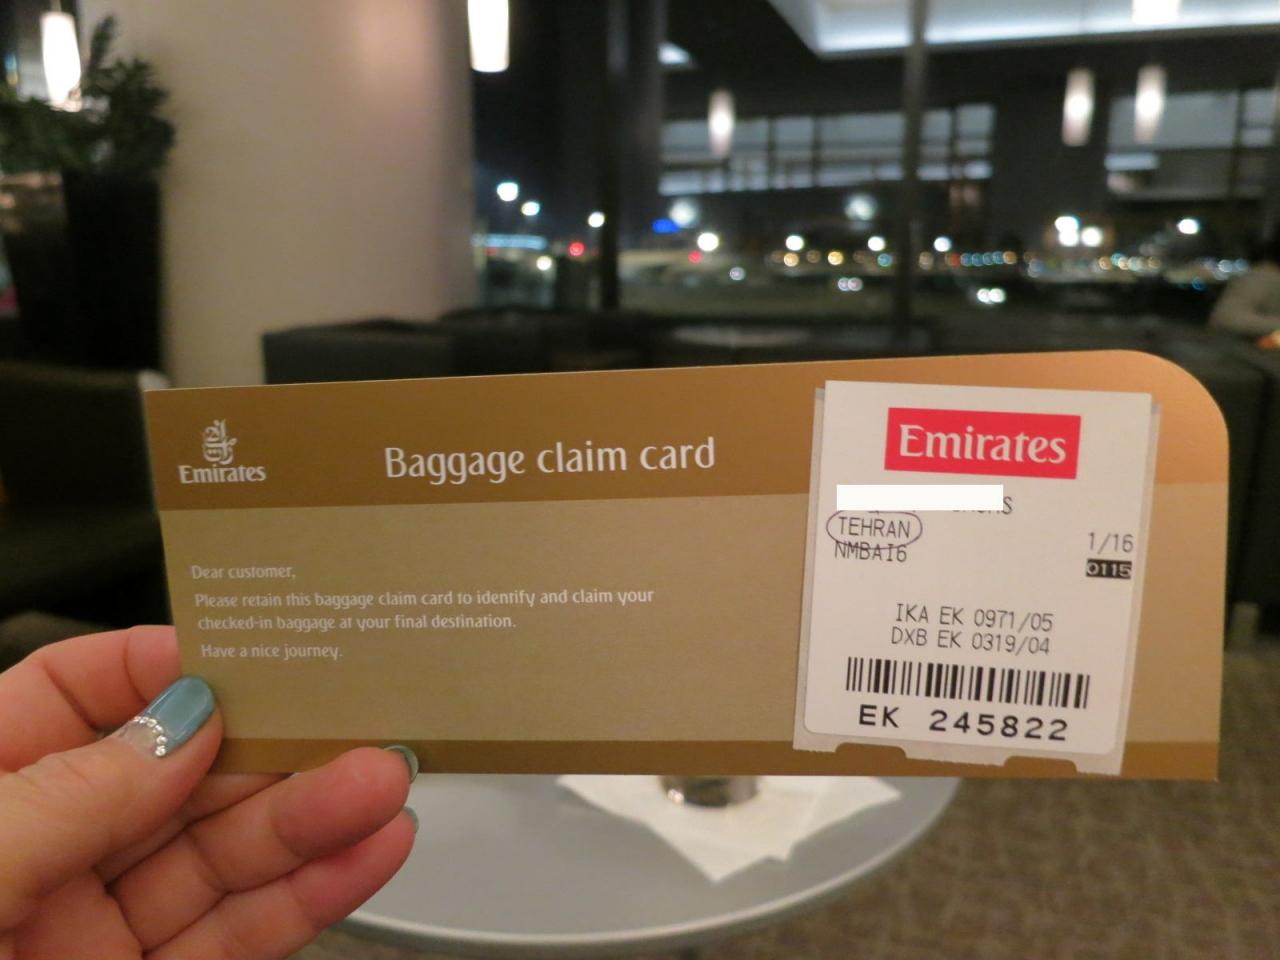 Emirates
Baggage claim card
Dear customer,
Please retain this baggage claim card to identify and claim your
checked-in baggage at your final destination.
Have a nice journey.
Emirates
TEHRAN
NMBAI6
1/16
0115
IKA EK 0971/05
DXB EK 0319/04
EK 245822